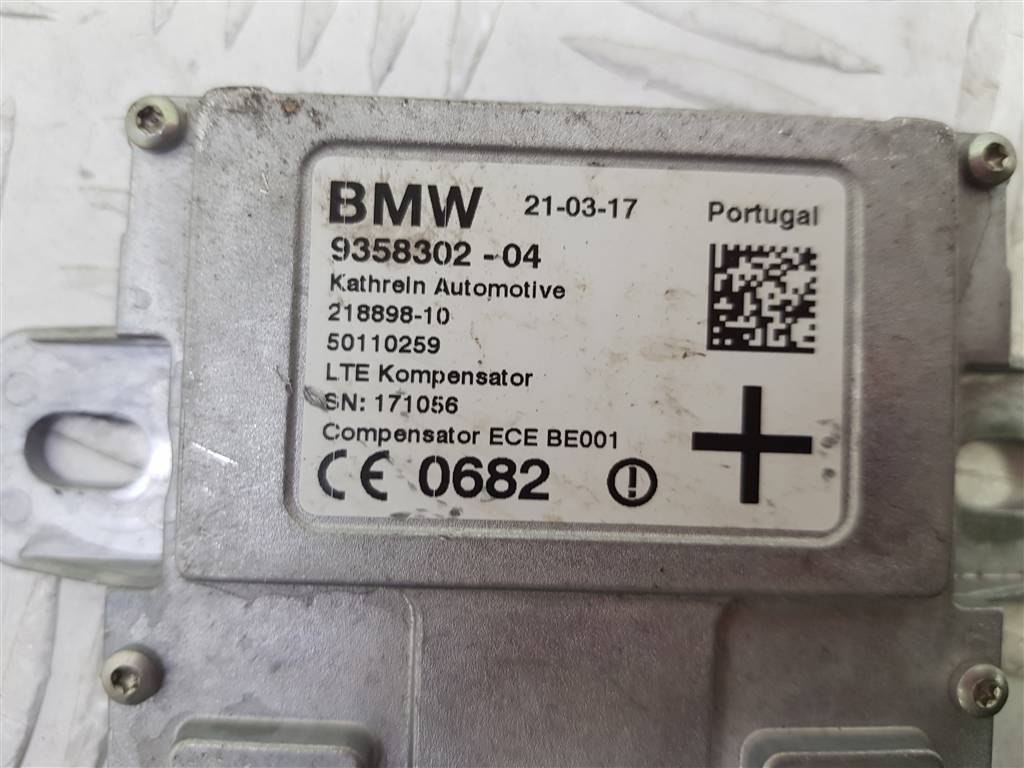 BMW 21-03-17 Portugal
9358302-04
Kathrein Automotive
218898-10
50110259
LTE Kompensator
SN: 171056
Compensator ECE BE001
CE 0682